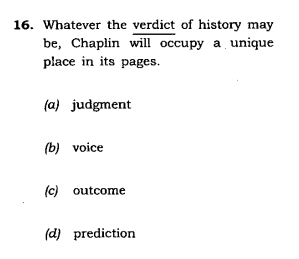 16. Whatever the verdict of history may
be, Chaplin will occupy a unique
place in its pages.
(a) judgment
(b) voice
(c) outcome
(d) prediction